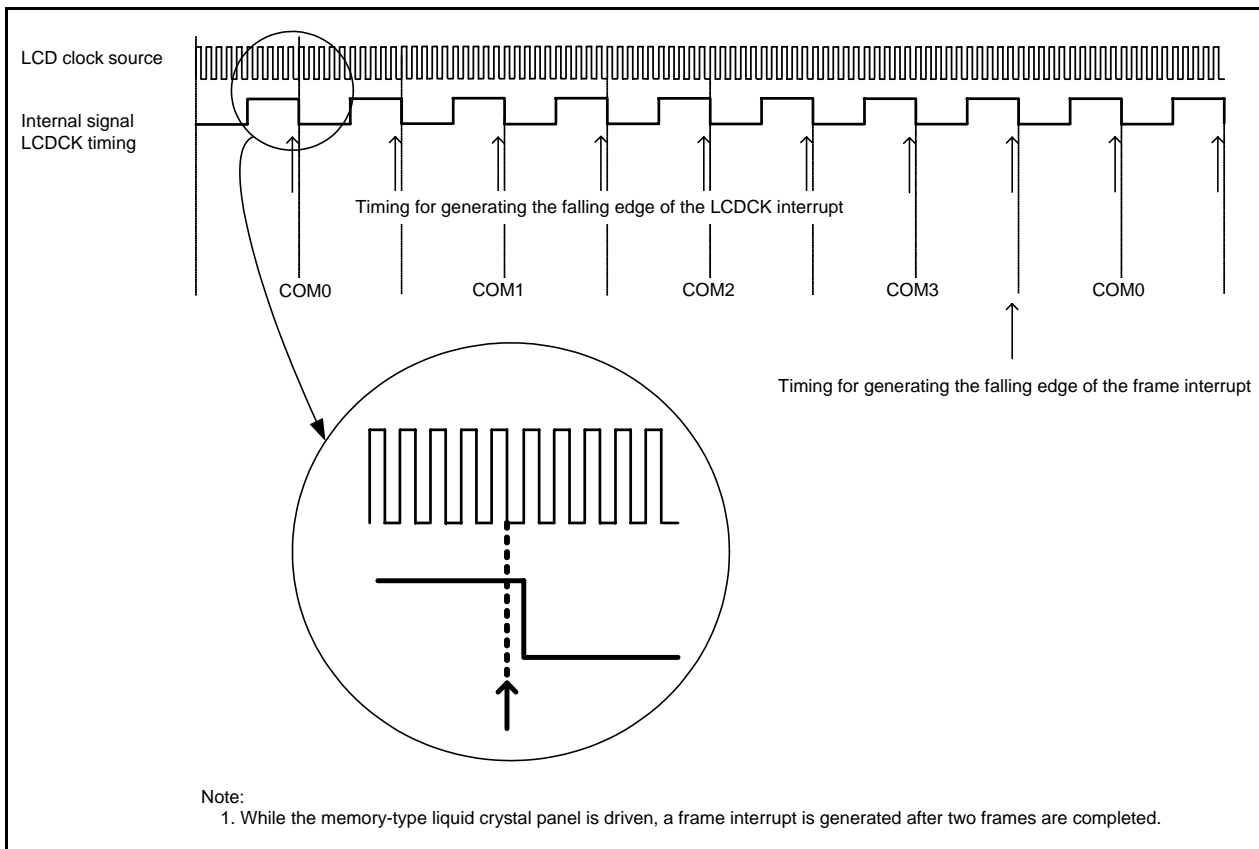 LCD clock source
Internal signal
LCDCK timing
Timing for generating the falling edge of the LCDCK interrupt
COM0 COM1 COM2 COM3 COM0
Timing for generating the falling edge of the frame interrupt
Note:
1. While the memory-type liquid crystal panel is driven, a frame interrupt is generated after two frames are completed.